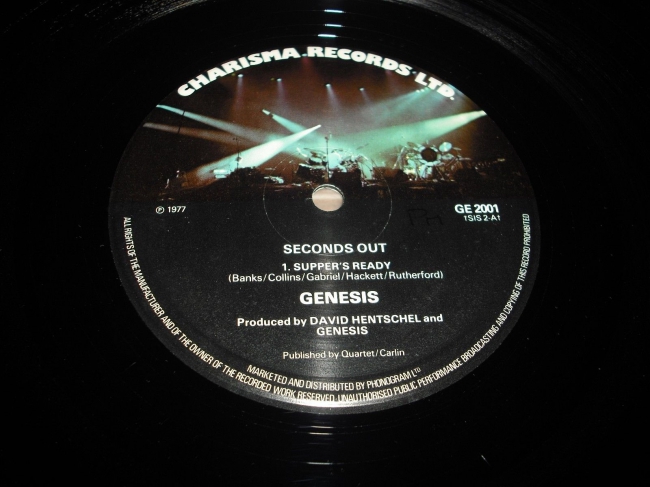 CHARISMA RECORDS LTD.
℗ 1977
GE 2001
†SIS 2-A†
SECONDS OUT
1. SUPPER'S READY
(Banks/Collins/Gabriel/Hackett/Rutherford)
GENESIS
Produced by DAVID HENTSCHEL and
GENESIS
Published by Quartet/Carlin
MARKETED AND DISTRIBUTED BY PHONOGRAM LTD
ALL RIGHTS OF THE MANUFACTURER AND OF THE OWNER OF THE RECORDED WORK RESERVED. UNAUTHORISED PUBLIC PERFORMANCE BROADCASTING AND COPYING OF THIS RECORD PROHIBITED